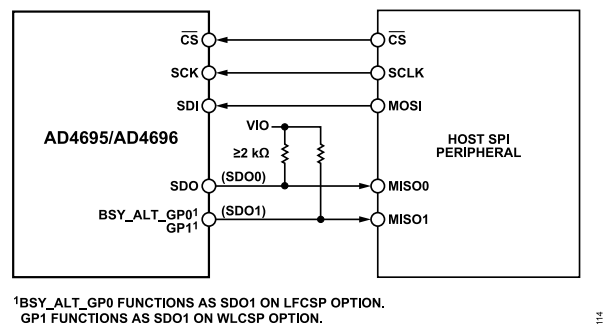 CS CS
SCK SCLK
SDI MOSI
VIO
AD4695/AD4696
HOST SPI
PERIPHERAL
≥2 kΩ
SDO (SDO0) MISO0
BSY_ALT_GP0¹ (SDO1) MISO1
GP1¹
¹BSY_ALT_GP0 FUNCTIONS AS SDO1 ON LFCSP OPTION.
GP1 FUNCTIONS AS SDO1 ON WLCSP OPTION.
114